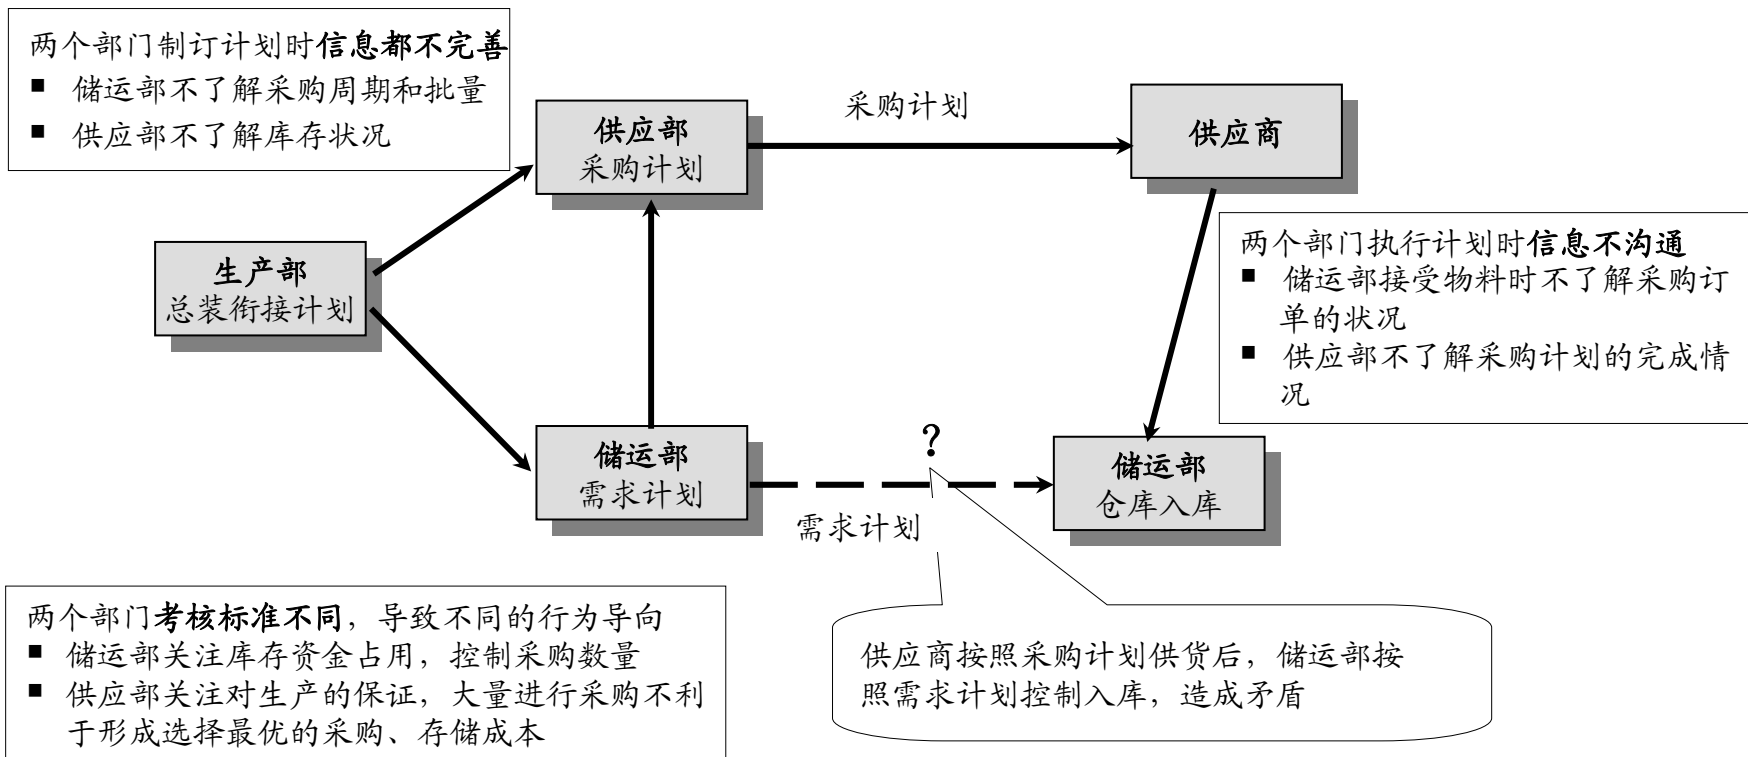 两个部门制订计划时信息都不完善
■ 储运部不了解采购周期和批量
■ 供应部不了解库存状况
供应部
采购计划
采购计划
供应商
生产部
总装衔接计划
两个部门执行计划时信息不沟通
■ 储运部接受物料时不了解采购订
单的状况
■ 供应部不了解采购计划的完成情
况
储运部
需求计划
?
需求计划
储运部
仓库入库
两个部门考核标准不同，导致不同的行为导向
■ 储运部关注库存资金占用，控制采购数量
■ 供应部关注对生产的保证，大量进行采购不利
于形成选择最优的采购、存储成本
供应商按照采购计划供货后，储运部按
照需求计划控制入库，造成矛盾